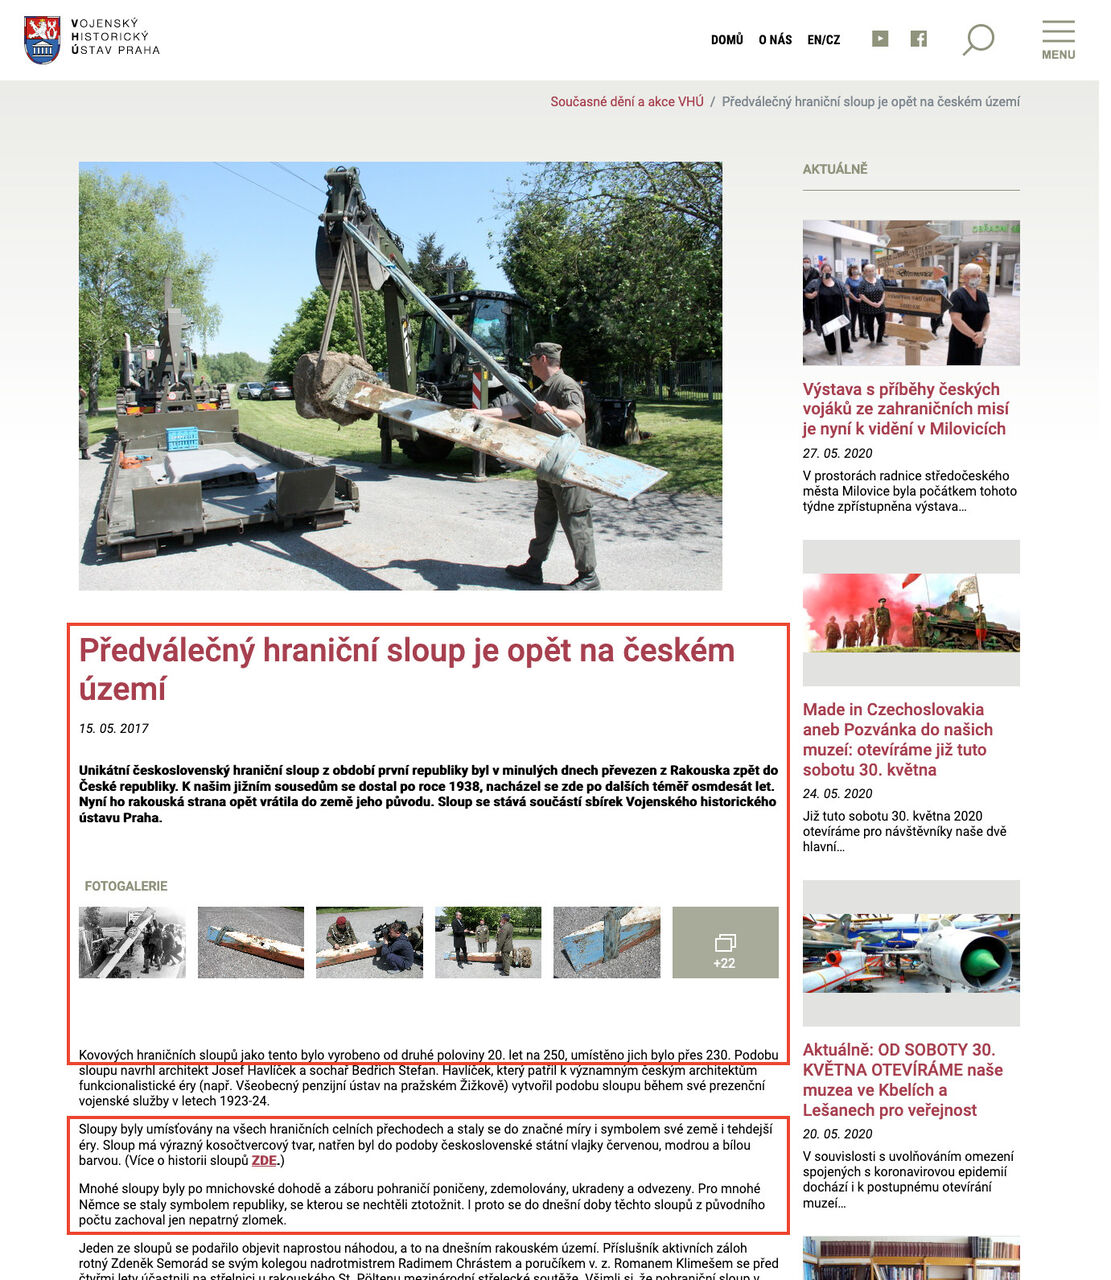 VOJENSKÝ
HISTORICKÝ
ÚSTAV PRAHA
DOMŮ O NÁS EN/CZ
MENU
Současné dění a akce VHÚ / Předválečný hraniční sloup je opět na českém území
Předválečný hraniční sloup je opět na českém
území
15. 05. 2017
Unikátní československý hraniční sloup z období první republiky byl v minulých dnech převezen z Rakouska zpět do
České republiky. K našim jižním sousedům se dostal po roce 1938, nacházel se zde po dalších téměř osmdesát let.
Nyní ho rakouská strana opět vrátila do země jeho původu. Sloup se stává součástí sbírek Vojenského historického
ústavu Praha.
FOTOGALERIE
+22
Kovových hraničních sloupů jako tento bylo vyrobeno od druhé poloviny 20. let na 250, umístěno jich bylo přes 230. Podobu
sloupu navrhl architekt Josef Havlíček a sochař Bedřich Stefan. Havlíček, který patřil k významným českým architektům
funkcionalistické éry (např. Všeobecný penzijní ústav na pražském Žižkově) vytvořil podobu sloupu během své prezenční
vojenské služby v letech 1923-24.
Sloupy byly umísťovány na všech hraničních celních přechodech a staly se do značné míry i symbolem své země i tehdejší
éry. Sloup má výrazný kosočtvercový tvar, natřen byl do podoby československé státní vlajky červenou, modrou a bílou
barvou. (Více o historii sloupů ZDE.)
Mnohé sloupy byly po mnichovské dohodě a záboru pohraničí poničeny, zdemolovány, ukradeny a odvezeny. Pro mnohé
Němce se staly symbolem republiky, se kterou se nechtěli ztotožnit. I proto se do dnešní doby těchto sloupů z původního
počtu zachoval jen nepatrný zlomek.
Jeden ze sloupů se podařilo objevit naprostou náhodou, a to na dnešním rakouském území. Příslušník aktivních záloh
rotný Zdeněk Semorád se svým kolegou nadrotmistrem Radimem Chrástem a poručíkem v. z. Romanem Klimešem se před
čtyřmi lety účastnili na střelnici u rakouského St. Pöltenu mezinárodní střelecké soutěže. Všimli si, že pohraniční sloup v
AKTUÁLNĚ
Výstava s příběhy českých
vojáků ze zahraničních misí
je nyní k vidění v Milovicích
27. 05. 2020
V prostorách radnice středočeského
města Milovice byla počátkem tohoto
týdne zpřístupněna výstava...
Made in Czechoslovakia
aneb Pozvánka do našich
muzeí: otevíráme již tuto
sobotu 30. května
24. 05. 2020
Již tuto sobotu 30. května 2020
otevíráme pro návštěvníky naše dvě
hlavní...
Aktuálně: OD SOBOTY 30.
KVĚTNA OTEVÍRÁME naše
muzea ve Kbelích a
Lešanech pro veřejnost
20. 05. 2020
V souvislosti s uvolňováním omezení
spojených s koronavirovou epidemií
dochází i k postupnému otevírání
muzeí...